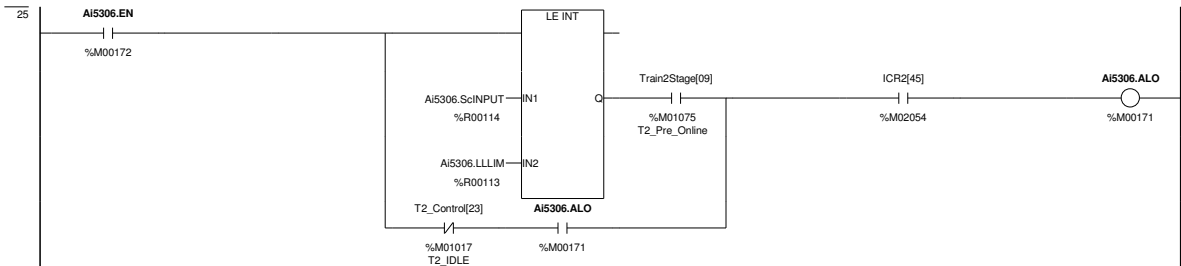 25
Ai5306.EN
%M00172
LE INT
Ai5306.ScINPUT
IN1
Q
%R00114
Train2Stage[09]
%M01075
T2_Pre_Online
ICR2[45]
%M02054
Ai5306.ALO
%M00171
Ai5306.LLLIM
IN2
%R00113
T2_Control[23]
%M01017
T2_IDLE
Ai5306.ALO
%M00171